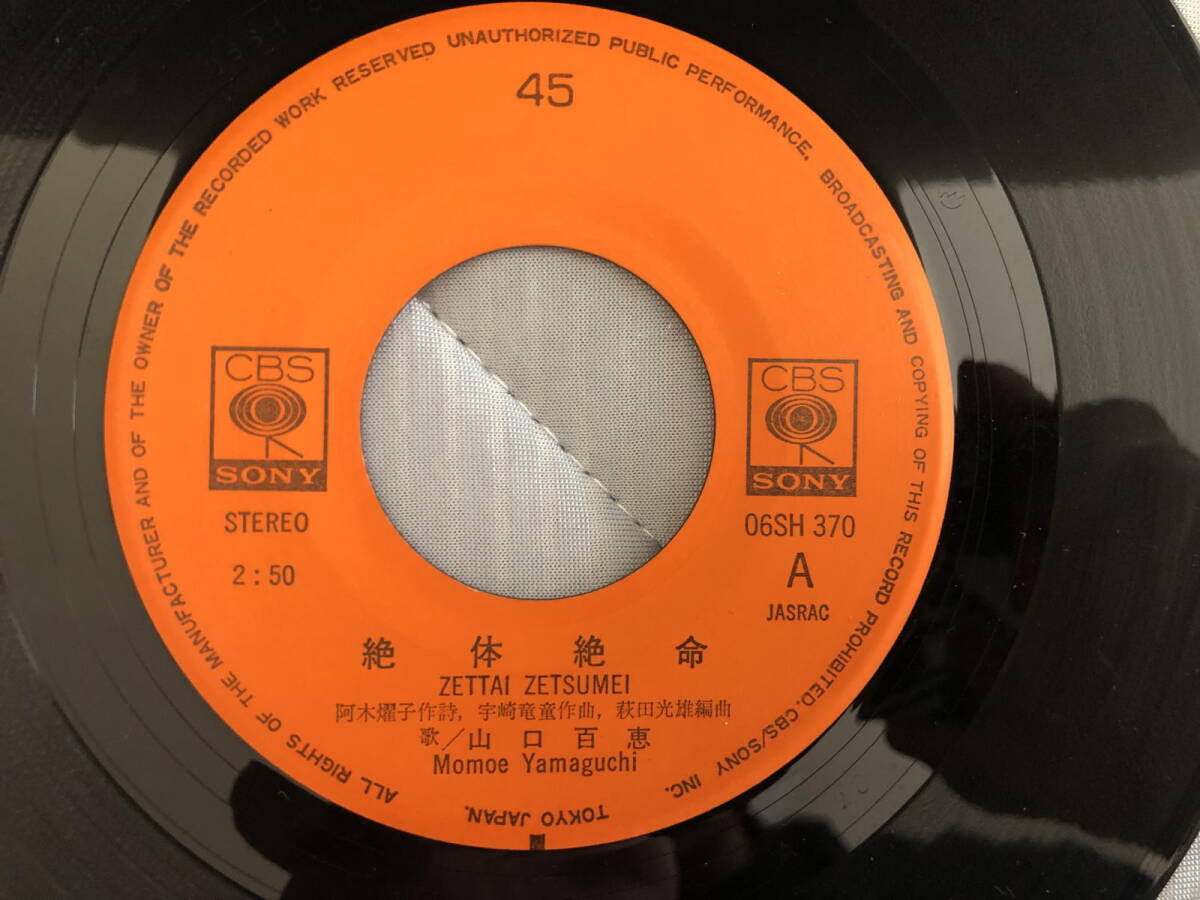 ALL RIGHTS OF THE MANUFACTURER AND OF THE OWNER OF THE RECORDED WORK RESERVED UNAUTHORIZED PUBLIC PERFORMANCE. BROADCASTING AND COPYING OF THIS RECORD PROHIBITED. CBS/SONY INC. TOKYO JAPAN.
45
CBS
SONY
STEREO
2:50
CBS
SONY
06SH 370
A
JASRAC
絶体絶命
ZETTAI ZETSUMEI
阿木燿子作詩, 宇崎竜童作曲, 萩田光雄編曲
歌/山口百恵
Momoe Yamaguchi